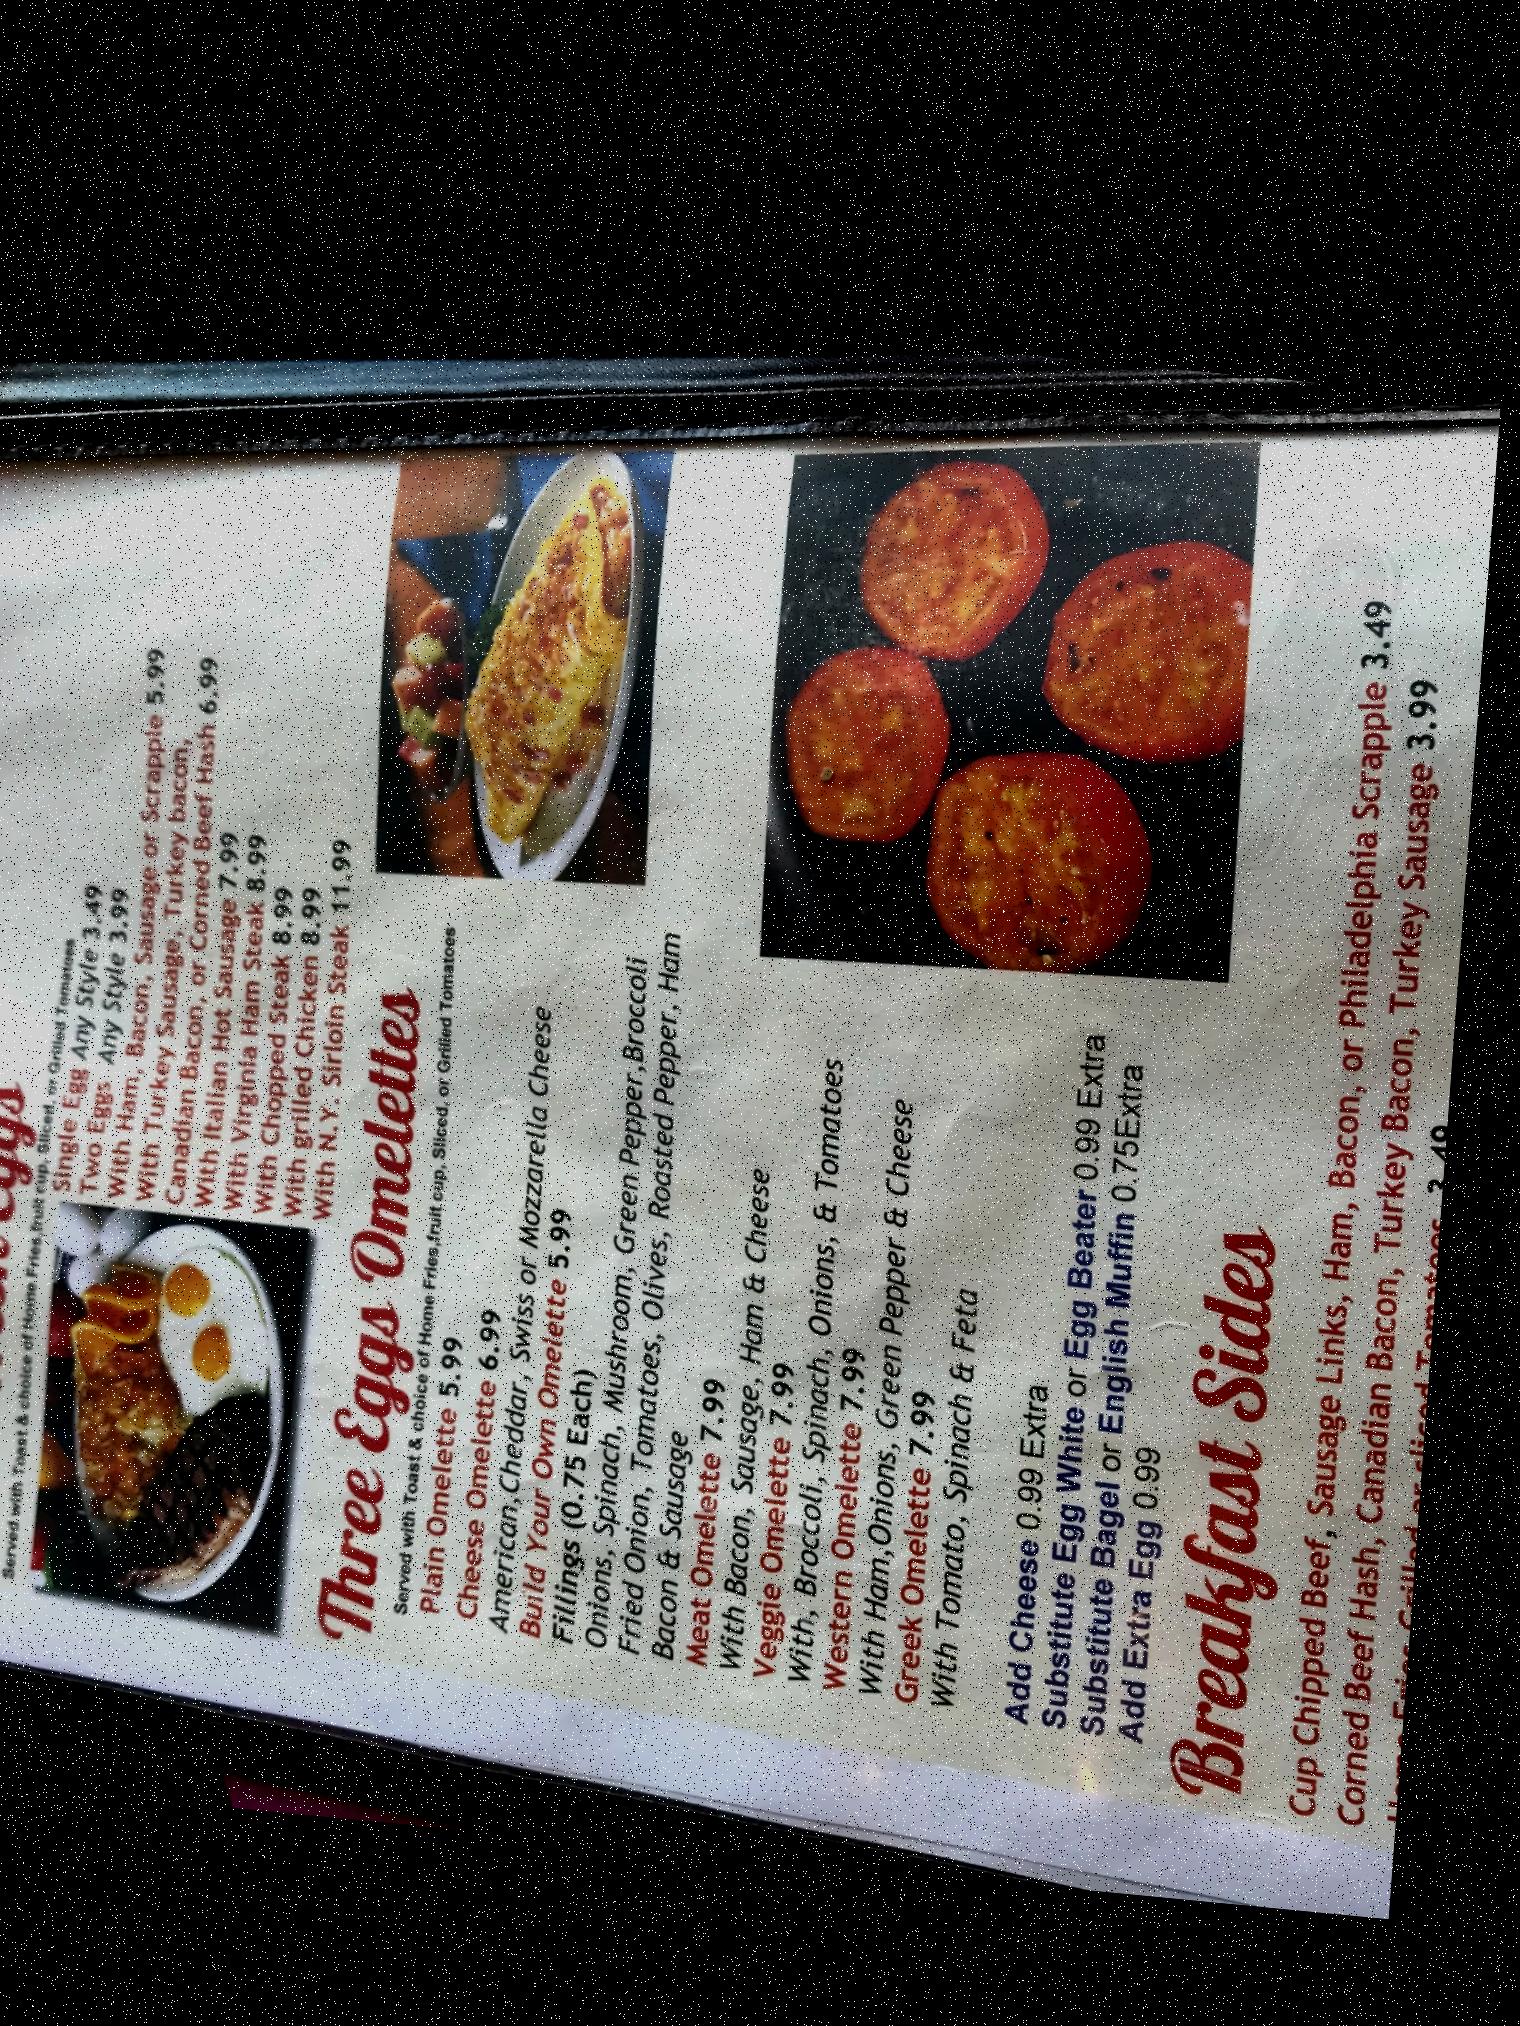 Eggs
Served with Toast & choice of Home Fries,fruit cup, Sliced, or Grilled Tomatoes
Single Egg Any Style 3.49
Two Eggs Any Style 3.99
With Ham, Bacon, Sausage or Scrapple 5.99
With Turkey Sausage, Turkey bacon,
Canadian Bacon, or Corned Beef Hash 6.99
With Italian Hot Sausage 7.99
With Virginia Ham Steak 8.99
With Chopped Steak 8.99
With grilled Chicken 8.99
With N.Y. Sirloin Steak 11.99
Three Eggs Omelettes
Served with Toast & choice of Home Fries,fruit cup, Sliced, or Grilled Tomatoes
Plain Omelette 5.99
Cheese Omelette 6.99
American,Cheddar, Swiss or Mozzarella Cheese
Build Your Own Omelette 5.99
Fillings (0.75 Each)
Onions, Spinach, Mushroom, Green Pepper,Broccoli
Fried Onion, Tomatoes, Olives, Roasted Pepper, Ham
Bacon & Sausage
Meat Omelette 7.99
With Bacon, Sausage, Ham & Cheese
Veggie Omelette 7.99
With, Broccoli, Spinach, Onions, & Tomatoes
Western Omelette 7.99
With Ham,Onions, Green Pepper & Cheese
Greek Omelette 7.99
With Tomato, Spinach & Feta
Add Cheese 0.99 Extra
Substitute Egg White or Egg Beater 0.99 Extra
Substitute Bagel or English Muffin 0.75Extra
Add Extra Egg 0.99
Breakfast Sides
Cup Chipped Beef, Sausage Links, Ham, Bacon, or Philadelphia Scrapple 3.49
Corned Beef Hash, Canadian Bacon, Turkey Bacon, Turkey Sausage 3.99